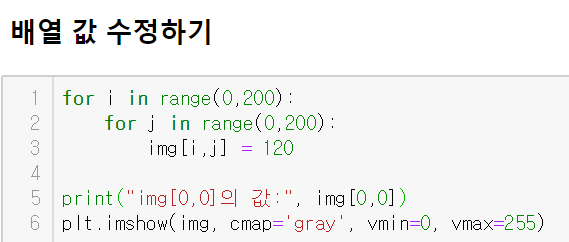 배열 값 수정하기
1 for i in range(0,200):
2     for j in range(0,200):
3         img[i,j] = 120
4
5 print("img[0,0]의 값:", img[0,0])
6 plt.imshow(img, cmap='gray', vmin=0, vmax=255)